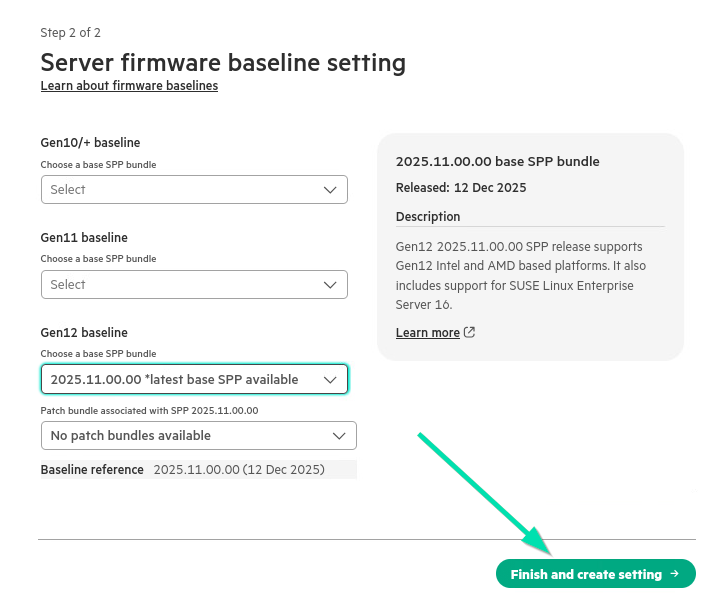 Step 2 of 2
Server firmware baseline setting
Learn about firmware baselines
Gen10/+ baseline
Choose a base SPP bundle
Select
Gen11 baseline
Choose a base SPP bundle
Select
Gen12 baseline
Choose a base SPP bundle
2025.11.00.00 *latest base SPP available
Patch bundle associated with SPP 2025.11.00.00
No patch bundles available
Baseline reference 2025.11.00.00 (12 Dec 2025)
2025.11.00.00 base SPP bundle
Released: 12 Dec 2025
Description
Gen12 2025.11.00.00 SPP release supports
Gen12 Intel and AMD based platforms. It also
includes support for SUSE Linux Enterprise
Server 16.
Learn more
Finish and create setting